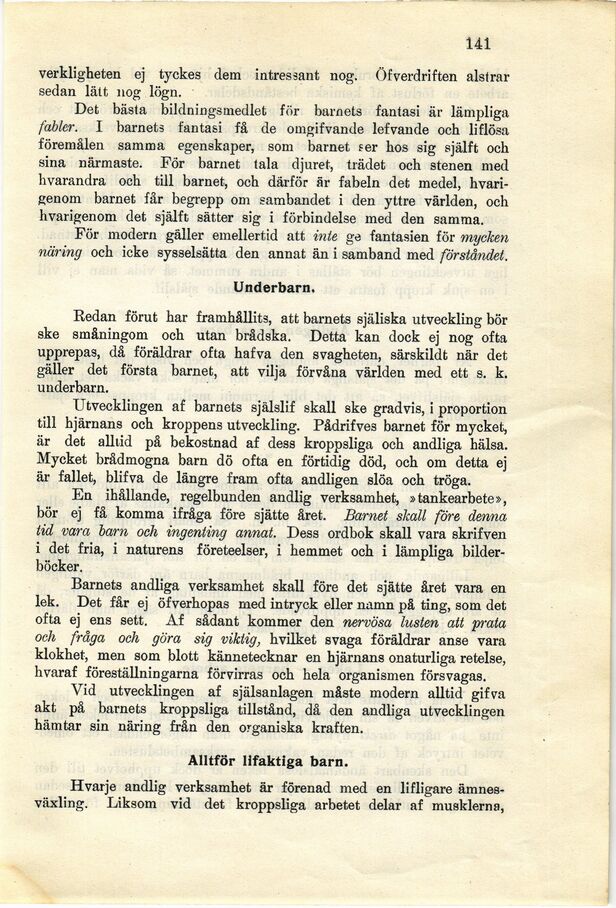 141
verkligheten ej tyckes dem intressant nog. Öfverdriften alstrar
sedan lätt nog lögn.
Det bästa bildningsmedlet för barnets fantasi är lämpliga
fabler. I barnets fantasi få de omgifvande lefvande och liflösa
föremålen samma egenskaper, som barnet ser hos sig själft och
sina närmaste. För barnet tala djuret, trädet och stenen med
hvarandra och till barnet, och därför är fabeln det medel, hvari-
genom barnet får begrepp om sambandet i den yttre världen, och
hvarigenom det själft sätter sig i förbindelse med den samma.
För modern gäller emellertid att inte ge fantasien för mycken
näring och icke sysselsätta den annat än i samband med förståndet.
Underbarn.
Redan förut har framhållits, att barnets själiska utveckling bör
ske småningom och utan brådska. Detta kan dock ej nog ofta
upprepas, då föräldrar ofta hafva den svagheten, särskildt när det
gäller det första barnet, att vilja förvåna världen med ett s. k.
underbarn.
Utvecklingen af barnets själslif skall ske gradvis, i proportion
till hjärnans och kroppens utveckling. Pådrifves barnet för mycket,
är det alltid på bekostnad af dess kroppsliga och andliga hälsa.
Mycket brådmogna barn dö ofta en förtidig död, och om detta ej
är fallet, blifva de längre fram ofta andligen slöa och tröga.
En ihållande, regelbunden andlig verksamhet, »tankearbete»,
bör ej få komma ifråga före sjätte året. Barnet skall före denna
tid vara barn och ingenting annat. Dess ordbok skall vara skrifven
i det fria, i naturens företeelser, i hemmet och i lämpliga bilder-
böcker.
Barnets andliga verksamhet skall före det sjätte året vara en
lek. Det får ej öfverhopas med intryck eller namn på ting, som det
ofta ej ens sett. Af sådant kommer den nervösa lusten att prata
och fråga och göra sig viktig, hvilket svaga föräldrar anse vara
klokhet, men som blott kännetecknar en hjärnans onaturliga retelse,
hvaraf föreställningarna förvirras och hela organismen försvagas.
Vid utvecklingen af själsanlagen måste modern alltid gifva
akt på barnets kroppsliga tillstånd, då den andliga utvecklingen
hämtar sin näring från den organiska kraften.
Alltför lifaktiga barn.
Hvarje andlig verksamhet är förenad med en lifligare ämnes-
växling. Liksom vid det kroppsliga arbetet delar af musklerna,